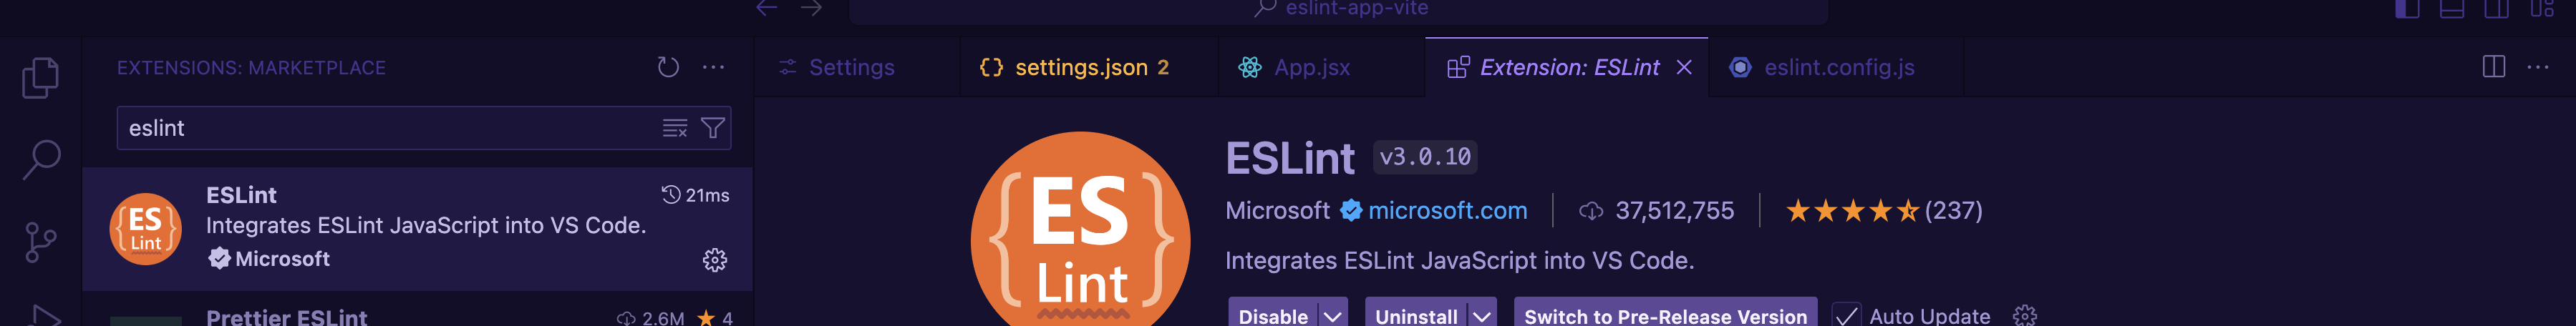 eslint-app-vite
EXTENSIONS: MARKETPLACE
Settings
{} settings.json 2
App.jsx
Extension: ESLint
eslint.config.js
eslint
ESLint 21ms
Integrates ESLint JavaScript into VS Code.
Microsoft
Prettier ESLint 2.6M ★ 4
{ES}
Lint
{ES}
Lint
ESLint v3.0.10
Microsoft microsoft.com | 37,512,755 | (237)
Integrates ESLint JavaScript into VS Code.
Disable Uninstall Switch to Pre-Release Version Auto Update